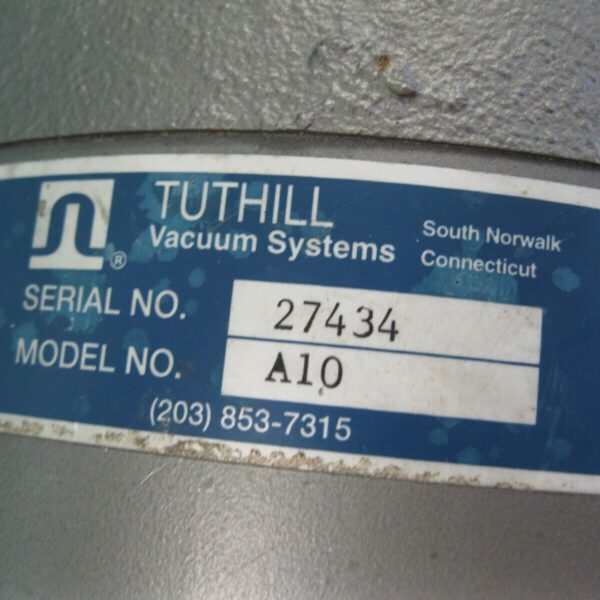 TUTHILL
Vacuum Systems
South Norwalk
Connecticut
®
SERIAL NO. 27434
MODEL NO. A10
(203) 853-7315